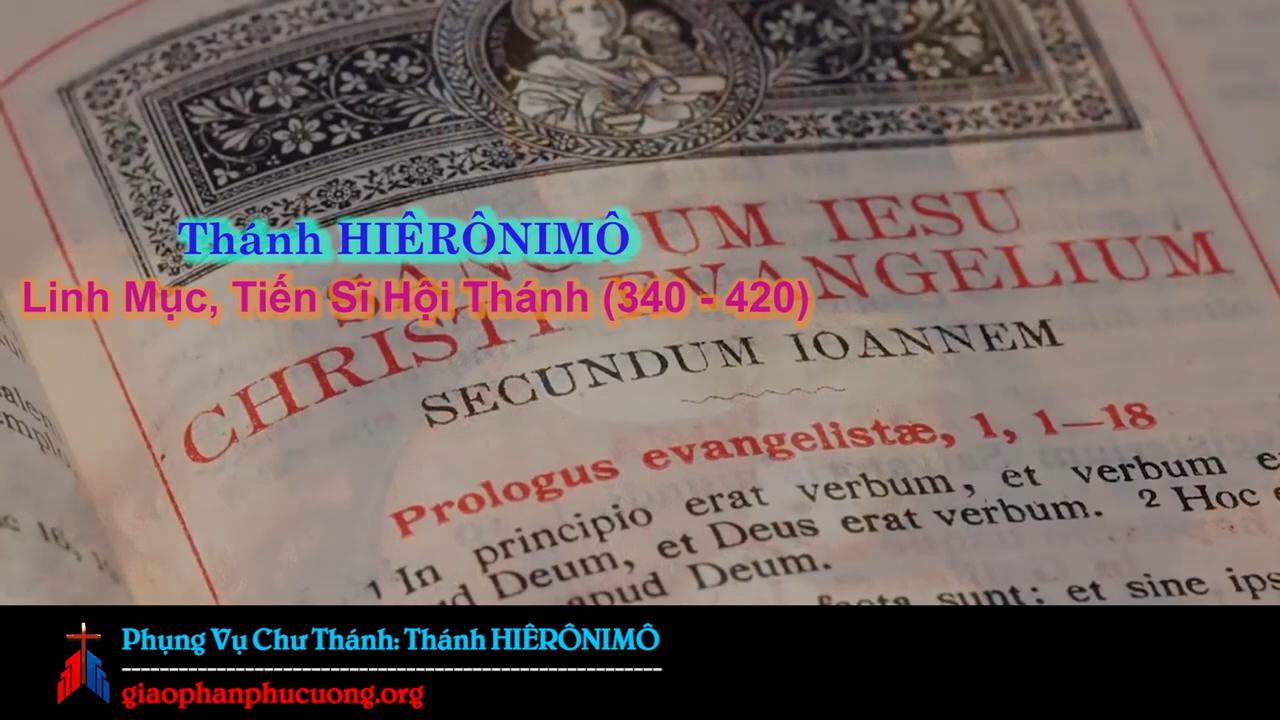 Thánh HIÊRÔNIMÔ
Linh Mục, Tiến Sĩ Hội Thánh (340 - 420)
UM IESU
CHRISTI EVANGELIUM
SECUNDUM IOANNEM
Prologus evangelistæ, 1, 1—18
1 In principio erat verbum, et verbum
Deum, et Deus erat verbum. 2 Hoc
apud Deum.
sunt: et sine
Phụng Vụ Chư Thánh: Thánh HIÊRÔNIMÔ
giaophanphucuong.org